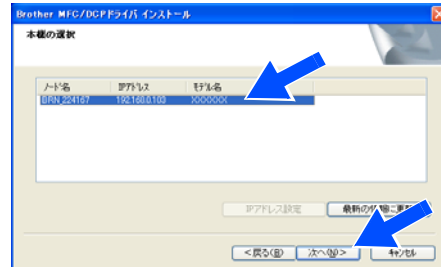 Brother MFC/DCPドライバ インストール
本機の選択
ノード名 IPアドレス モデル名
BRN_224167 192.168.0.103 XXXXXXX
IPアドレス設定 最新の情報に更新
<戻る(B) 次へ(N)> キャンセル